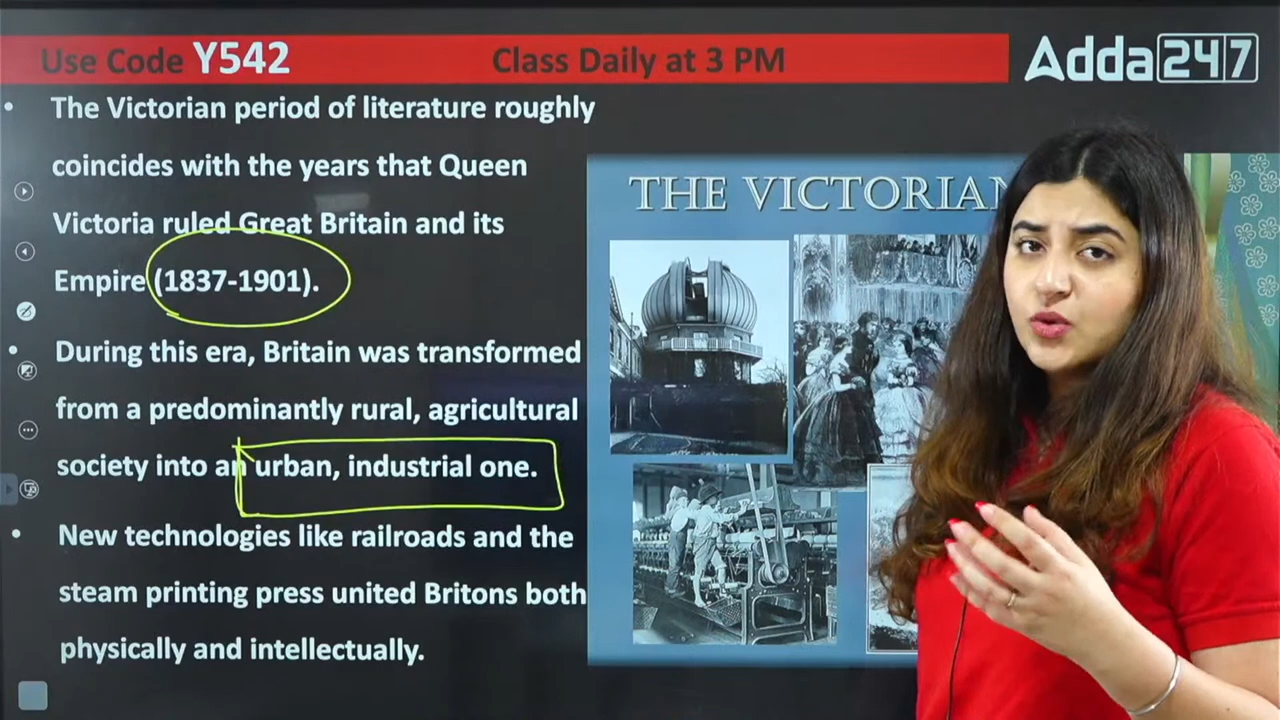 Use Code Y542
Class Daily at 3 PM
Adda247
• The Victorian period of literature roughly
coincides with the years that Queen
Victoria ruled Great Britain and its
Empire (1837-1901).
• During this era, Britain was transformed
from a predominantly rural, agricultural
society into an urban, industrial one.
• New technologies like railroads and the
steam printing press united Britons both
physically and intellectually.
THE VICTORIAN